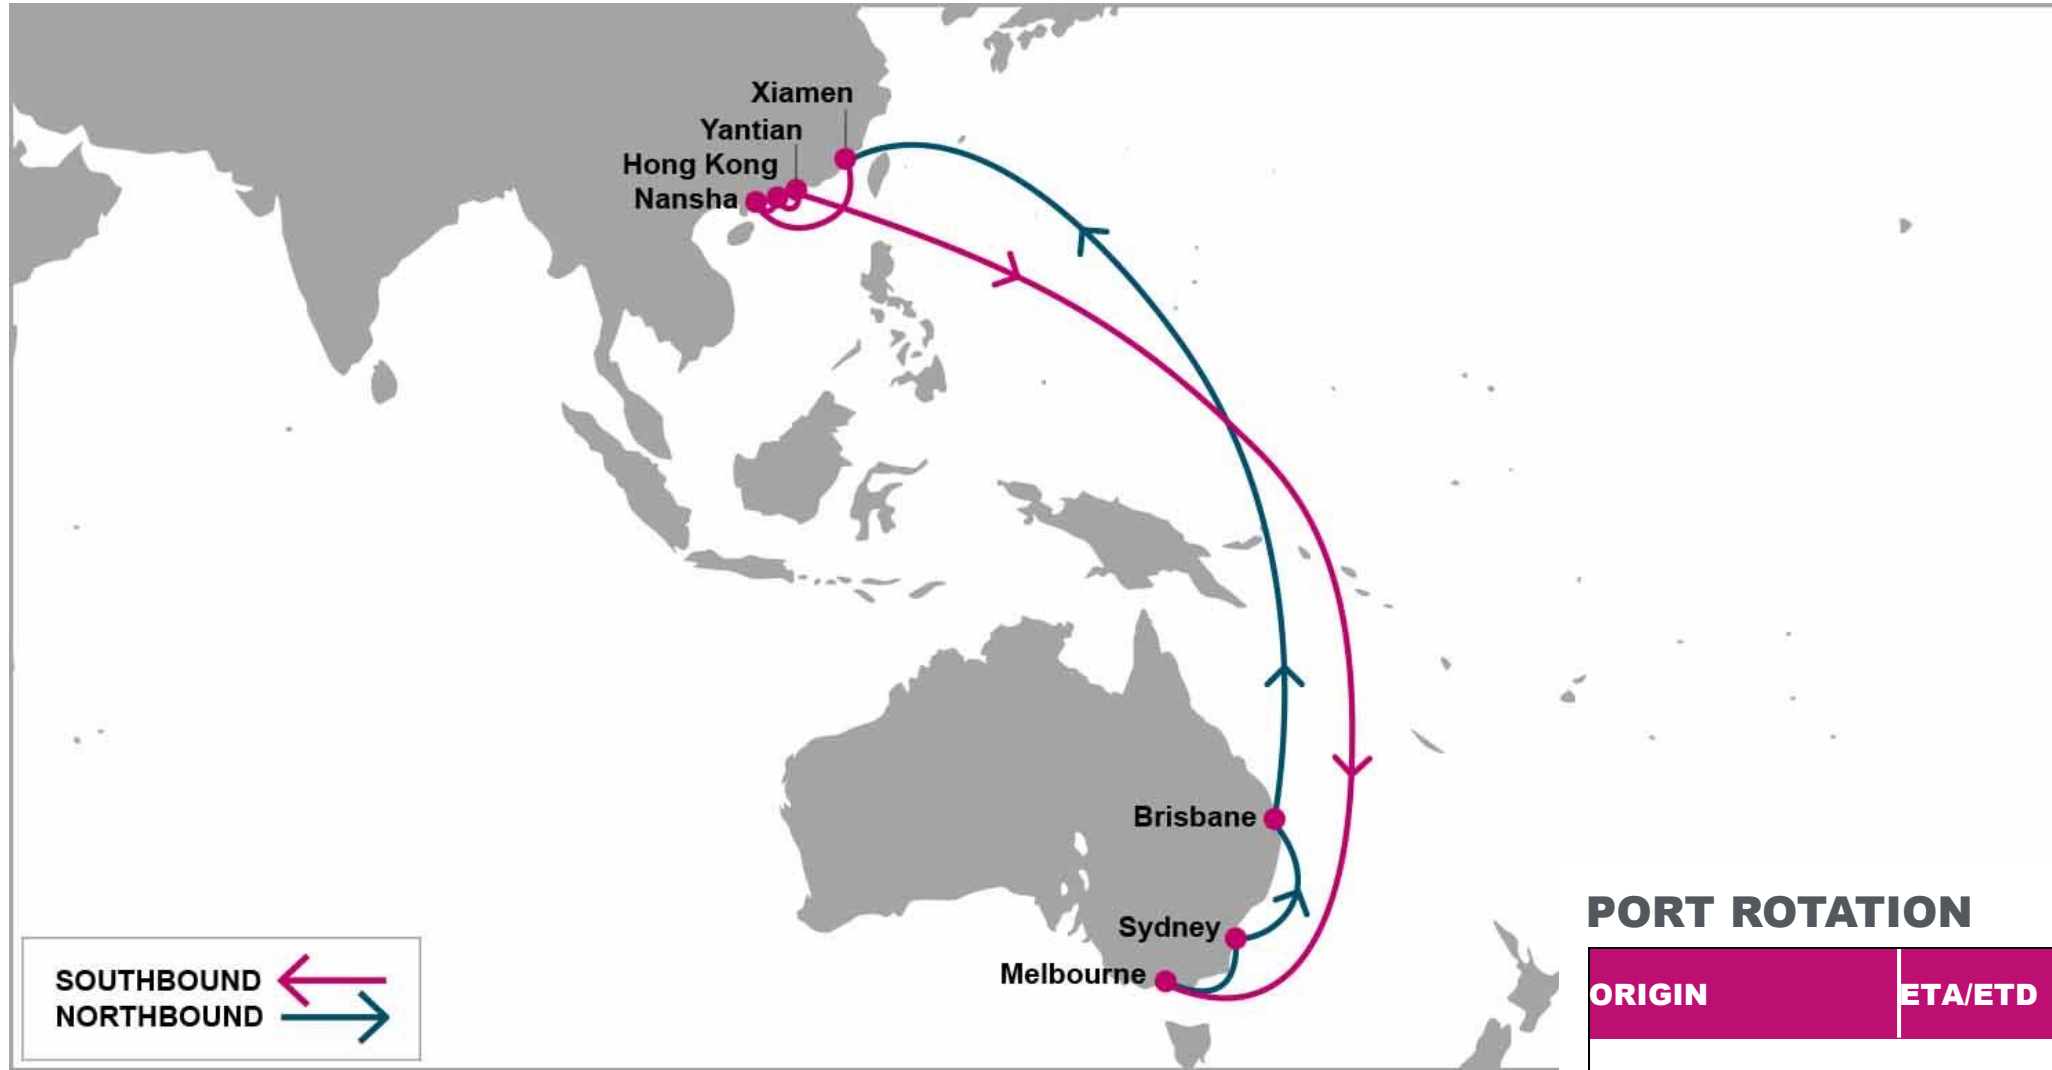 Xiamen
Yantian
Hong Kong
Nansha
Brisbane
Sydney
Melbourne
SOUTHBOUND
NORTHBOUND
PORT ROTATION
ORIGIN ETA/ETD